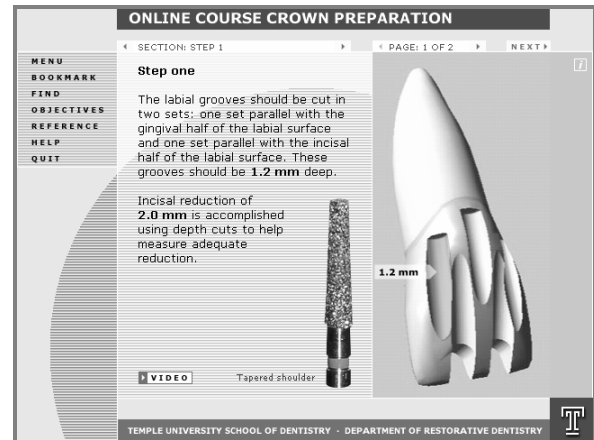 ONLINE COURSE CROWN PREPARATION
SECTION: STEP 1
PAGE: 1 OF 2
NEXT
MENU
BOOKMARK
FIND
OBJECTIVES
REFERENCE
HELP
QUIT
Step one
The labial grooves should be cut in
two sets: one set parallel with the
gingival half of the labial surface
and one set parallel with the incisal
half of the labial surface. These
grooves should be 1.2 mm deep.
Incisal reduction of
2.0 mm is accomplished
using depth cuts to help
measure adequate
reduction.
1.2 mm
VIDEO
Tapered shoulder
i
TEMPLE UNIVERSITY SCHOOL OF DENTISTRY · DEPARTMENT OF RESTORATIVE DENTISTRY
T